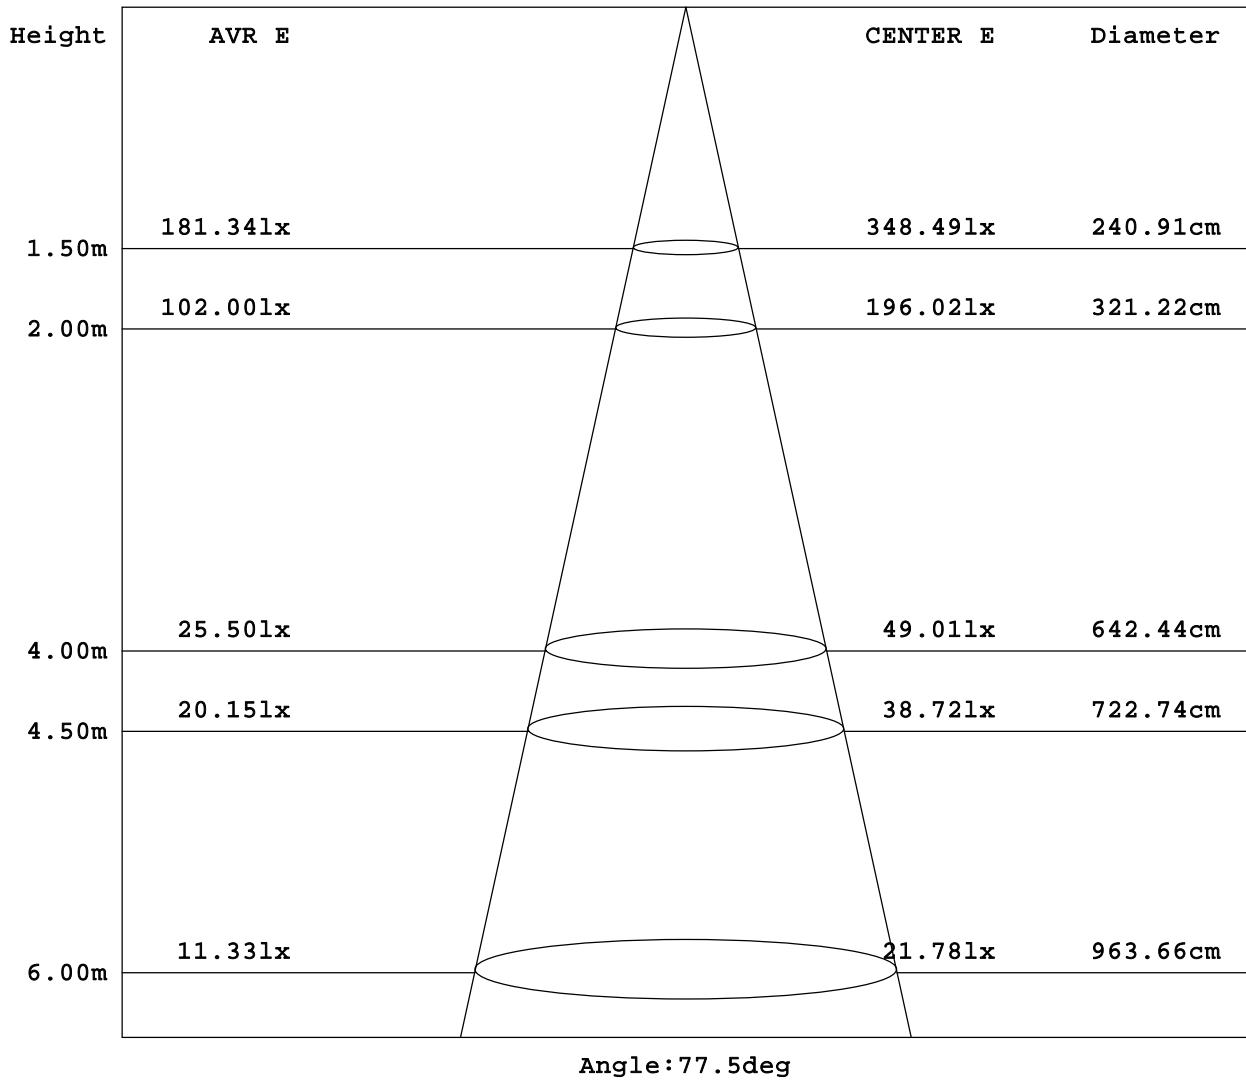 Height AVR E CENTER E Diameter
181.34lx 348.49lx 240.91cm
1.50m
102.00lx 196.02lx 321.22cm
2.00m
25.50lx 49.01lx 642.44cm
4.00m
20.15lx 38.72lx 722.74cm
4.50m
11.33lx 21.78lx 963.66cm
6.00m
Angle:77.5deg